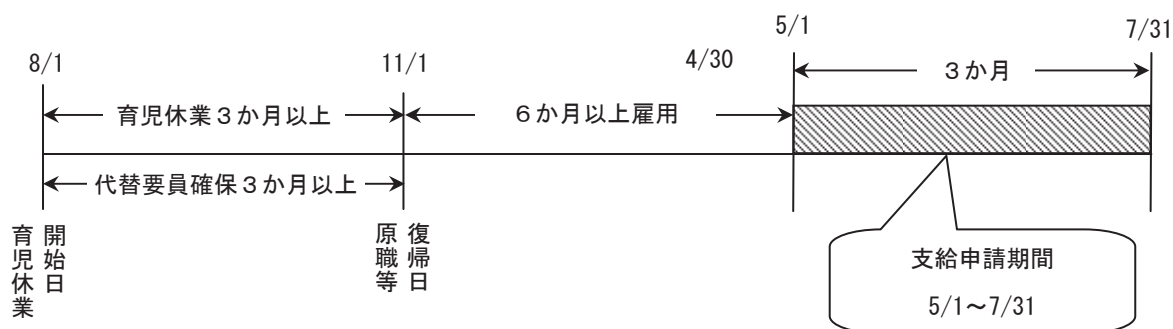 5/1
7/31
8/1
11/1
4/30
3か月
育児休業3か月以上
6か月以上雇用
代替要員確保3か月以上
育児休業
開始日
原職等
復帰日
支給申請期間
5/1～7/31